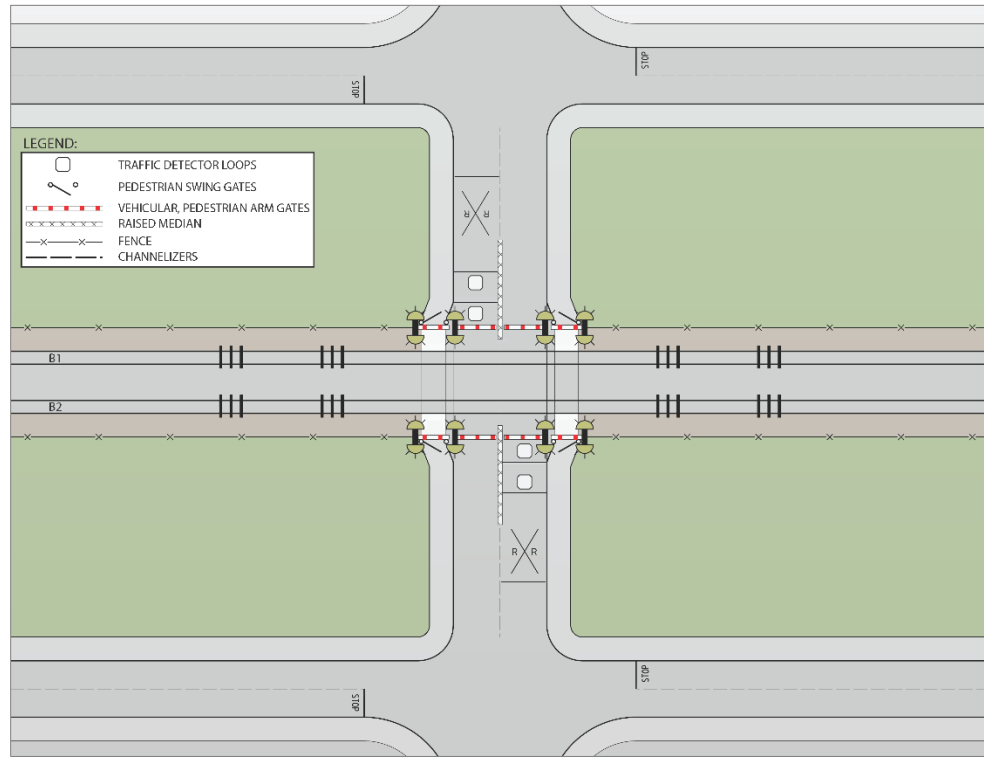 STOP
STOP
LEGEND:
TRAFFIC DETECTOR LOOPS
PEDESTRIAN SWING GATES
VEHICULAR, PEDESTRIAN ARM GATES
RAISED MEDIAN
FENCE
CHANNELIZERS
R R
B1
B2
R R
STOP
STOP